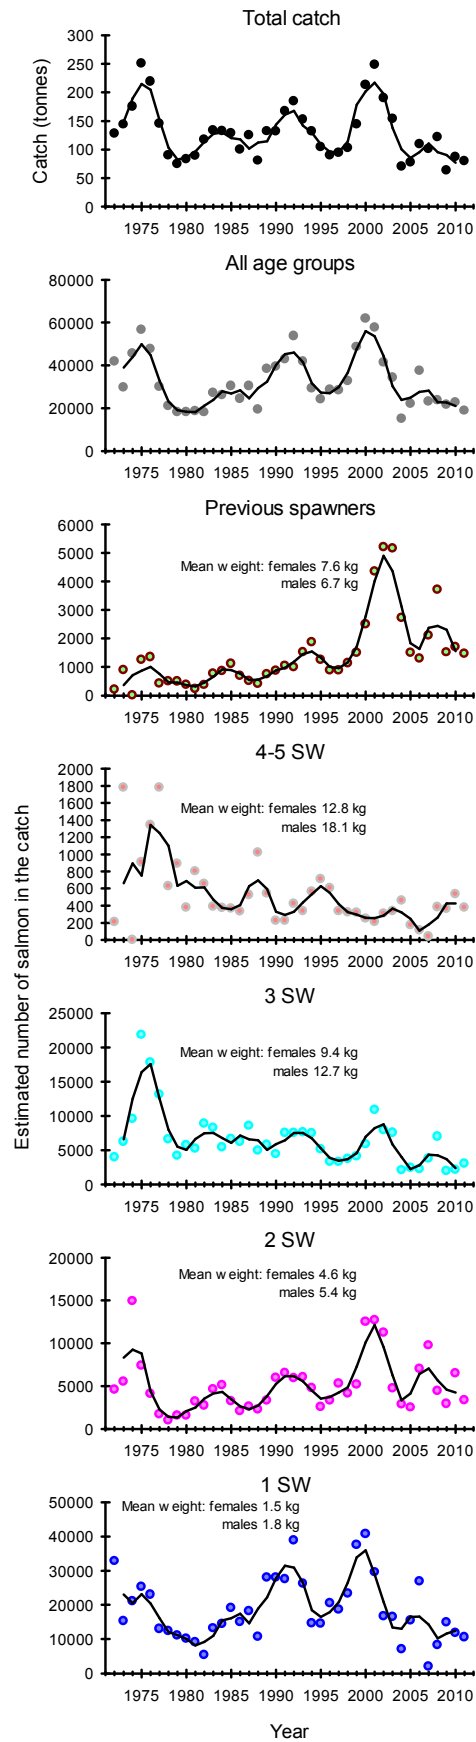 Total catch
Catch (tonnes)
300
250
200
150
100
50
0
1975 1980 1985 1990 1995 2000 2005 2010
All age groups
80000
60000
40000
20000
0
1975 1980 1985 1990 1995 2000 2005 2010
Previous spawners
6000
5000
4000
3000
2000
1000
0
Mean weight: females 7.6 kg
males 6.7 kg
1975 1980 1985 1990 1995 2000 2005 2010
4-5 SW
2000
1800
1600
1400
1200
1000
800
600
400
200
0
Mean weight: females 12.8 kg
males 18.1 kg
1975 1980 1985 1990 1995 2000 2005 2010
Estimated number of salmon in the catch
3 SW
25000
20000
15000
10000
5000
0
Mean weight: females 9.4 kg
males 12.7 kg
1975 1980 1985 1990 1995 2000 2005 2010
2 SW
20000
15000
10000
5000
0
Mean weight: females 4.6 kg
males 5.4 kg
1975 1980 1985 1990 1995 2000 2005 2010
1 SW
50000
40000
30000
20000
10000
0
Mean weight: females 1.5 kg
males 1.8 kg
1975 1980 1985 1990 1995 2000 2005 2010
Year